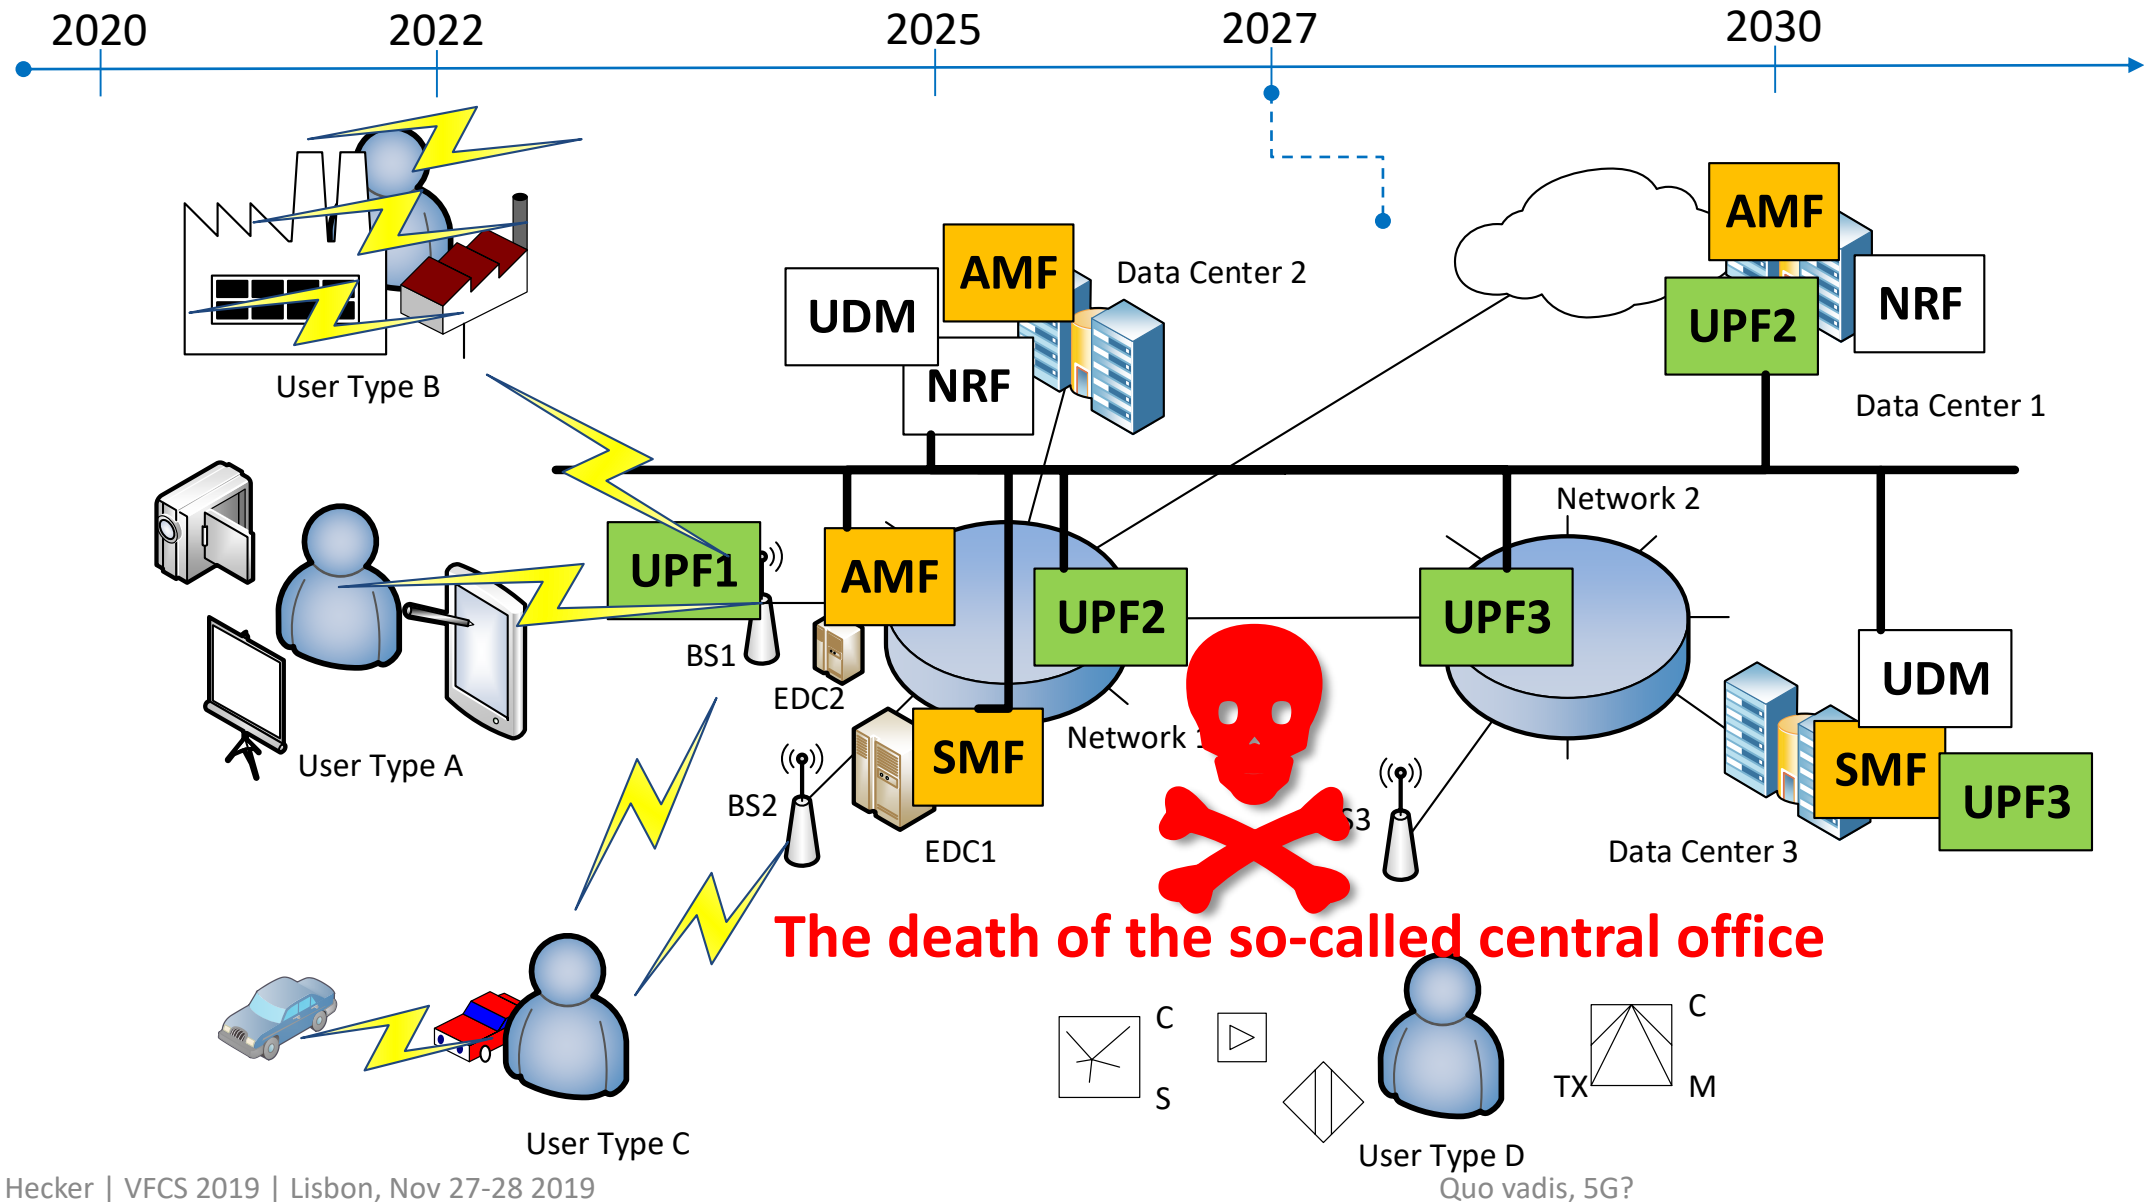 2020
2022
2025
2027
2030
AMF
AMF
Data Center 2
UDM
NRF
NRF
UPF2
User Type B
Data Center 1
Network 2
UPF1
AMF
UPF2
UPF3
BS1
EDC2
UDM
Network 1
SMF
User Type A
SMF
UPF3
BS2
S3
EDC1
Data Center 3
The death of the so-called central office
C
S
C
TX
M
User Type C
User Type D
Hecker | VFCS 2019 | Lisbon, Nov 27-28 2019
Quo vadis, 5G?